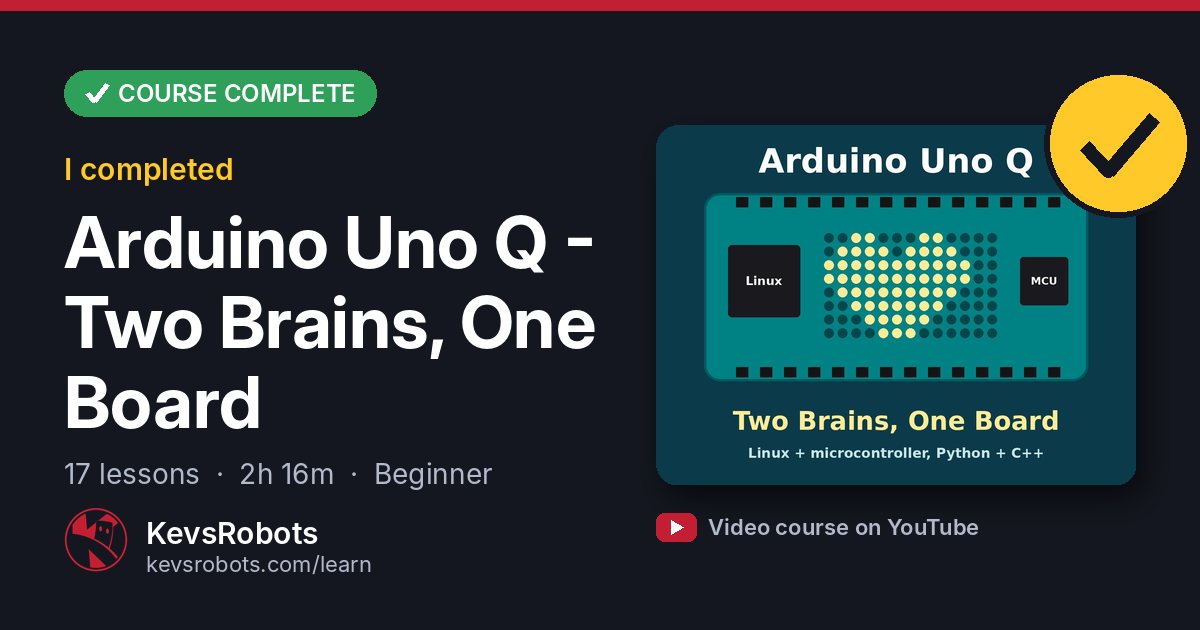 COURSE COMPLETE
I completed
Arduino Uno Q -
Two Brains, One
Board
17 lessons · 2h 16m · Beginner
KevsRobots
kevsrobots.com/learn
Arduino Uno Q
Linux
MCU
Two Brains, One Board
Linux + microcontroller, Python + C++
Video course on YouTube